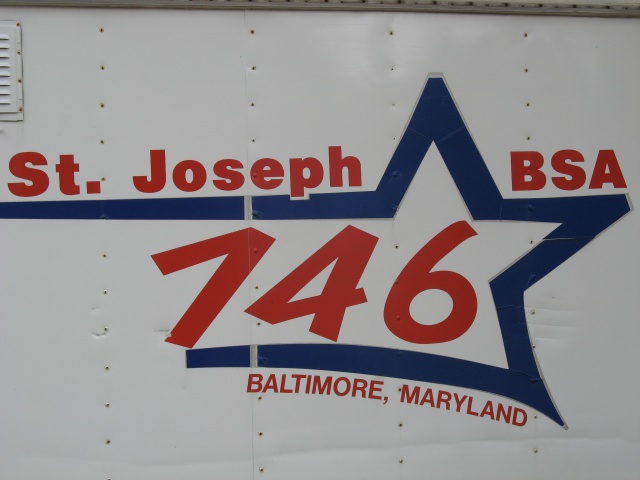 St. Joseph BSA
746
BALTIMORE, MARYLAND